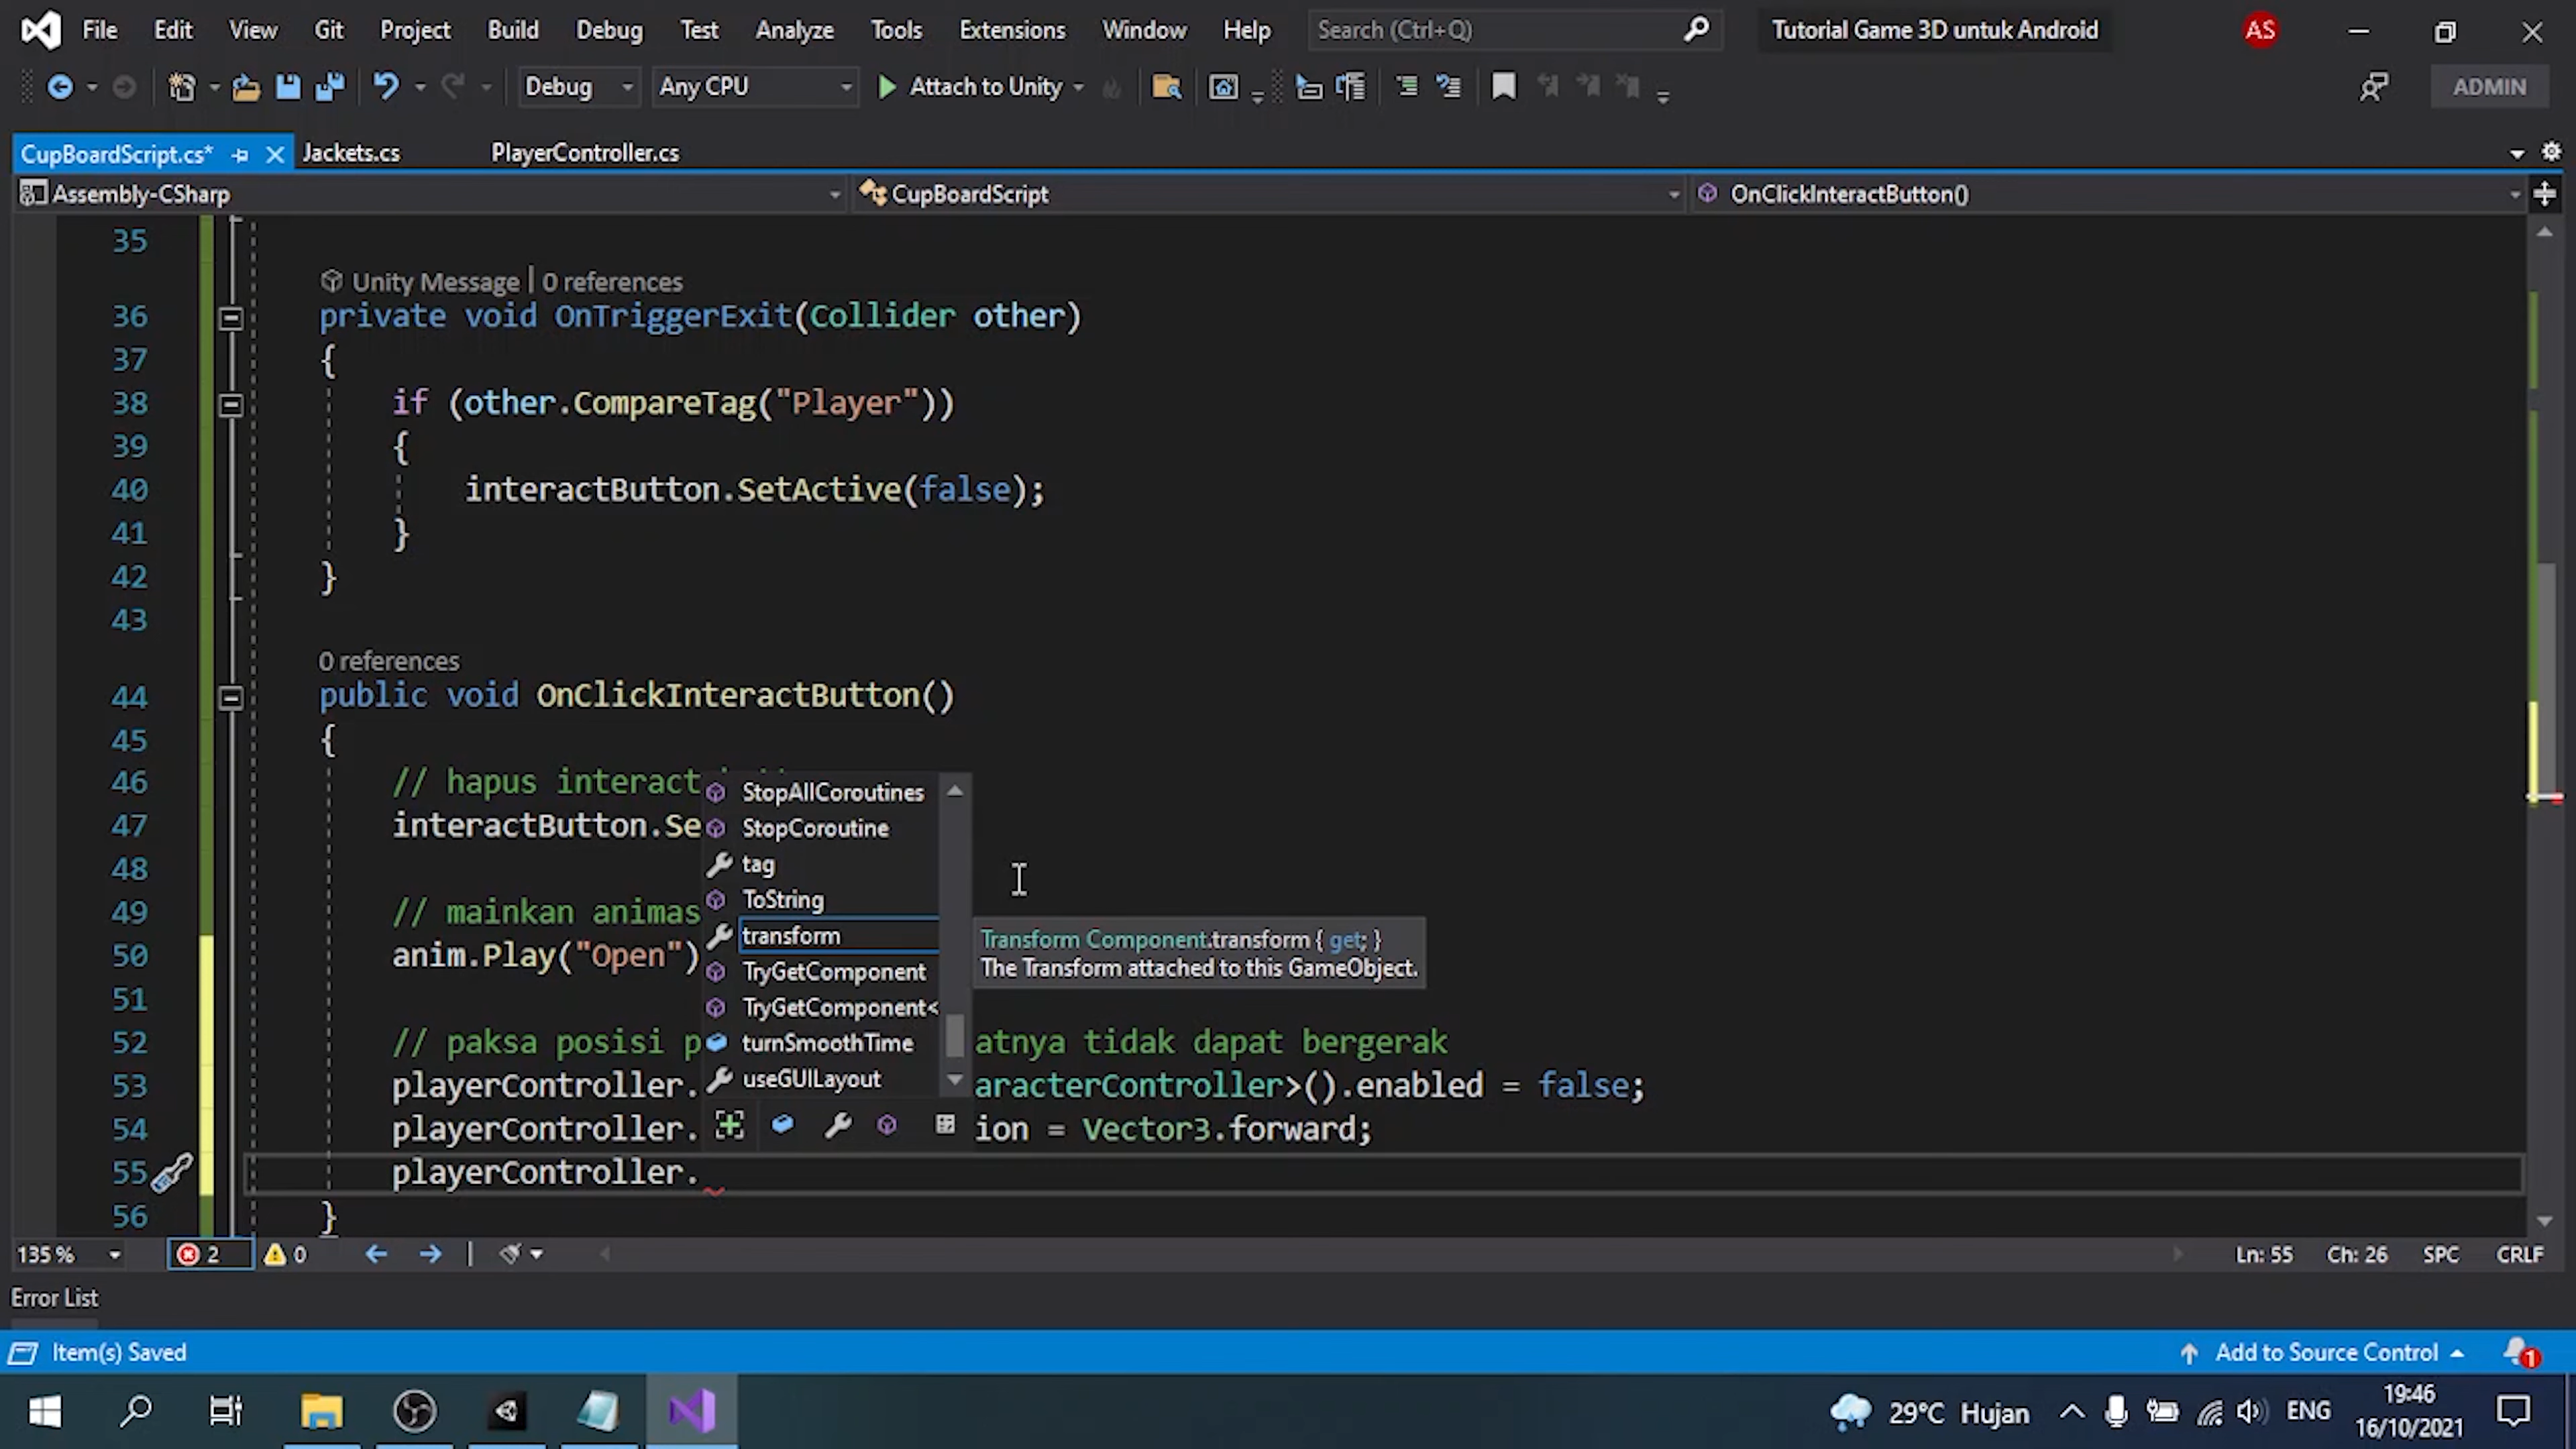 File Edit View Git Project Build Debug Test Analyze Tools Extensions Window Help Search (Ctrl+Q) Tutorial Game 3D untuk Android AS
Debug Any CPU Attach to Unity ADMIN
CupBoardScript.cs* Jackets.cs PlayerController.cs
Assembly-CSharp CupBoardScript OnClickInteractButton()
35
Unity Message | 0 references
36 private void OnTriggerExit(Collider other)
37 {
38 if (other.CompareTag("Player"))
39 {
40 interactButton.SetActive(false);
41 }
42 }
43
0 references
44 public void OnClickInteractButton()
45 {
46 // hapus interact
47 interactButton.Se
48
49 // mainkan animas
50 anim.Play("Open")
51
52 // paksa posisi p atnya tidak dapat bergerak
53 playerController. aracterController>().enabled = false;
54 playerController. ion = Vector3.forward;
55 playerController.
56 }
StopAllCoroutines
StopCoroutine
tag
ToString
transform
TryGetComponent
TryGetComponent<
turnSmoothTime
useGUILayout
Transform Component.transform { get; }
The Transform attached to this GameObject.
135 % 2 0 Ln: 55 Ch: 26 SPC CRLF
Error List
Item(s) Saved Add to Source Control 1
29°C Hujan ENG 19:46
16/10/2021